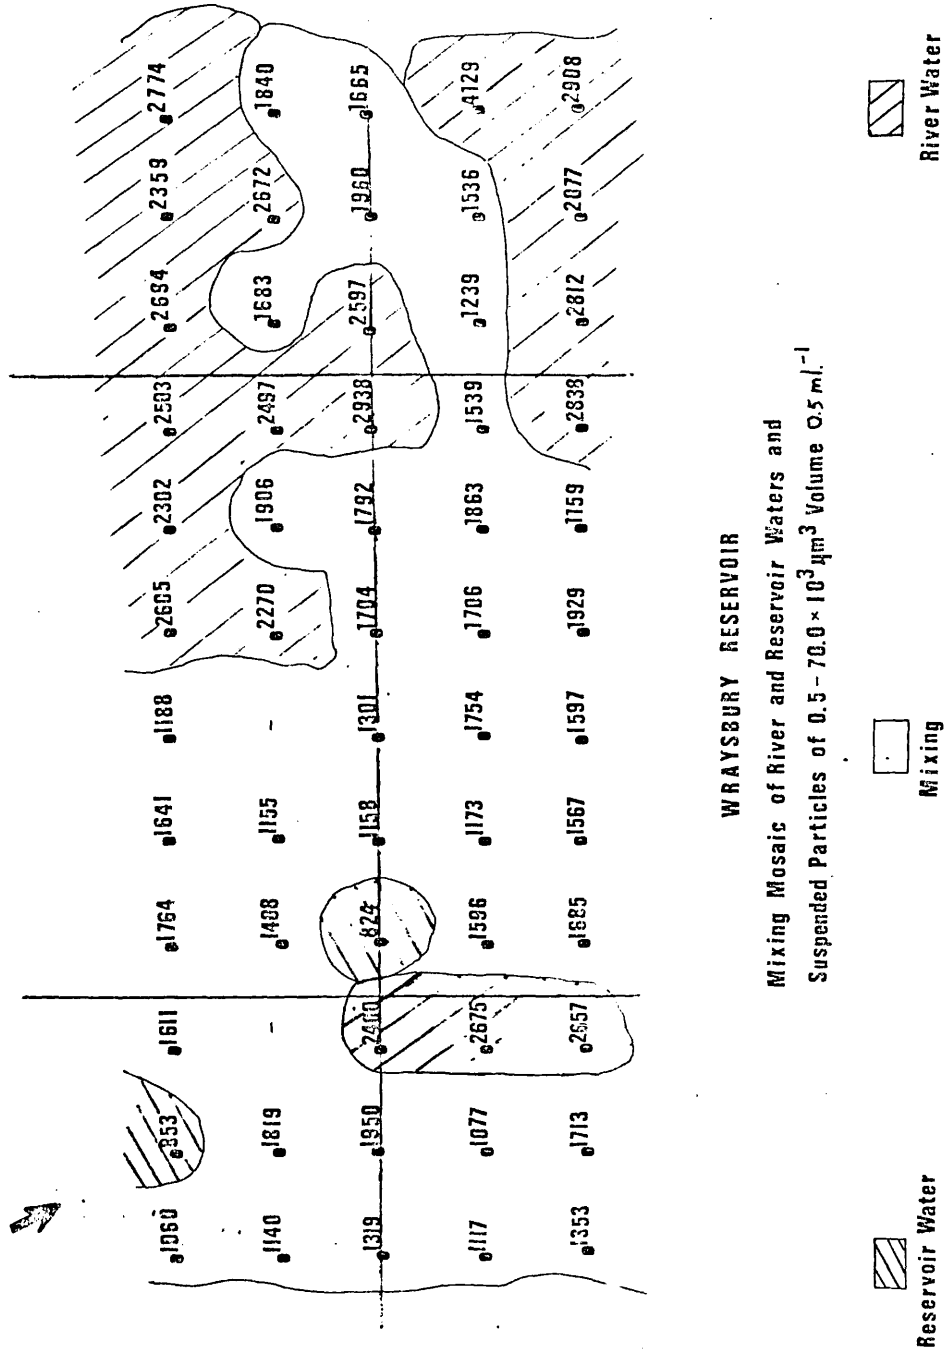 1060 853 1611 1764 1641 1188 2605 2302 2503 2694 2359 2774
1140 1819 – 1408 1155 – 2270 1906 2497 1683 2672 1840
1319 1950 2400 824 1158 1301 1704 1792 2938 2597 1960 1665
1117 1077 2675 1596 1173 1754 1706 1863 1539 1239 1536 4129
1353 1713 2657 1685 1567 1597 1929 1159 2838 2812 2077 2908
WRAYSBURY RESERVOIR
Mixing Mosaic of River and Reservoir Waters and
Suspended Particles of 0.5 – 70.0 × 10³ µm³ Volume 0.5 ml.⁻¹
Reservoir Water
Mixing
River Water